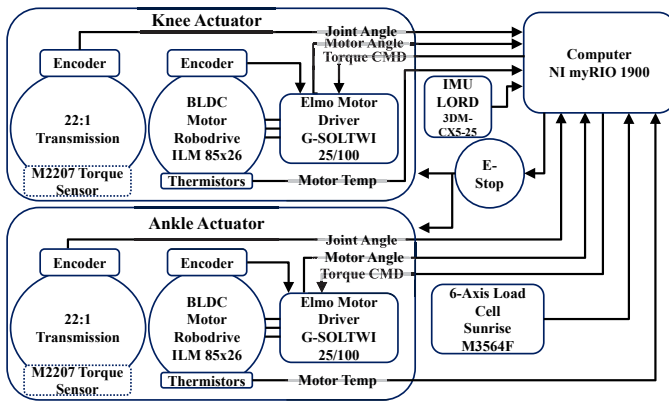 Knee Actuator
Joint Angle
Motor Angle
Torque CMD
Encoder
Encoder
22:1
Transmission
M2207 Torque
Sensor
BLDC
Motor
Robodrive
ILM 85x26
Thermistors
Elmo Motor
Driver
G-SOLTWI
25/100
Motor Temp
IMU
LORD
3DM-
CX5-25
Computer
NI myRIO 1900
E-
Stop
Ankle Actuator
Joint Angle
Motor Angle
Torque CMD
Encoder
Encoder
22:1
Transmission
M2207 Torque
Sensor
BLDC
Motor
Robodrive
ILM 85x26
Thermistors
Elmo Motor
Driver
G-SOLTWI
25/100
Motor Temp
6-Axis Load
Cell
Sunrise
M3564F